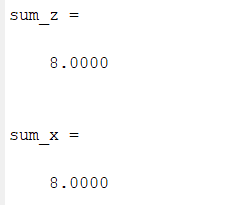 sum_z =
8.0000
sum_x =
8.0000